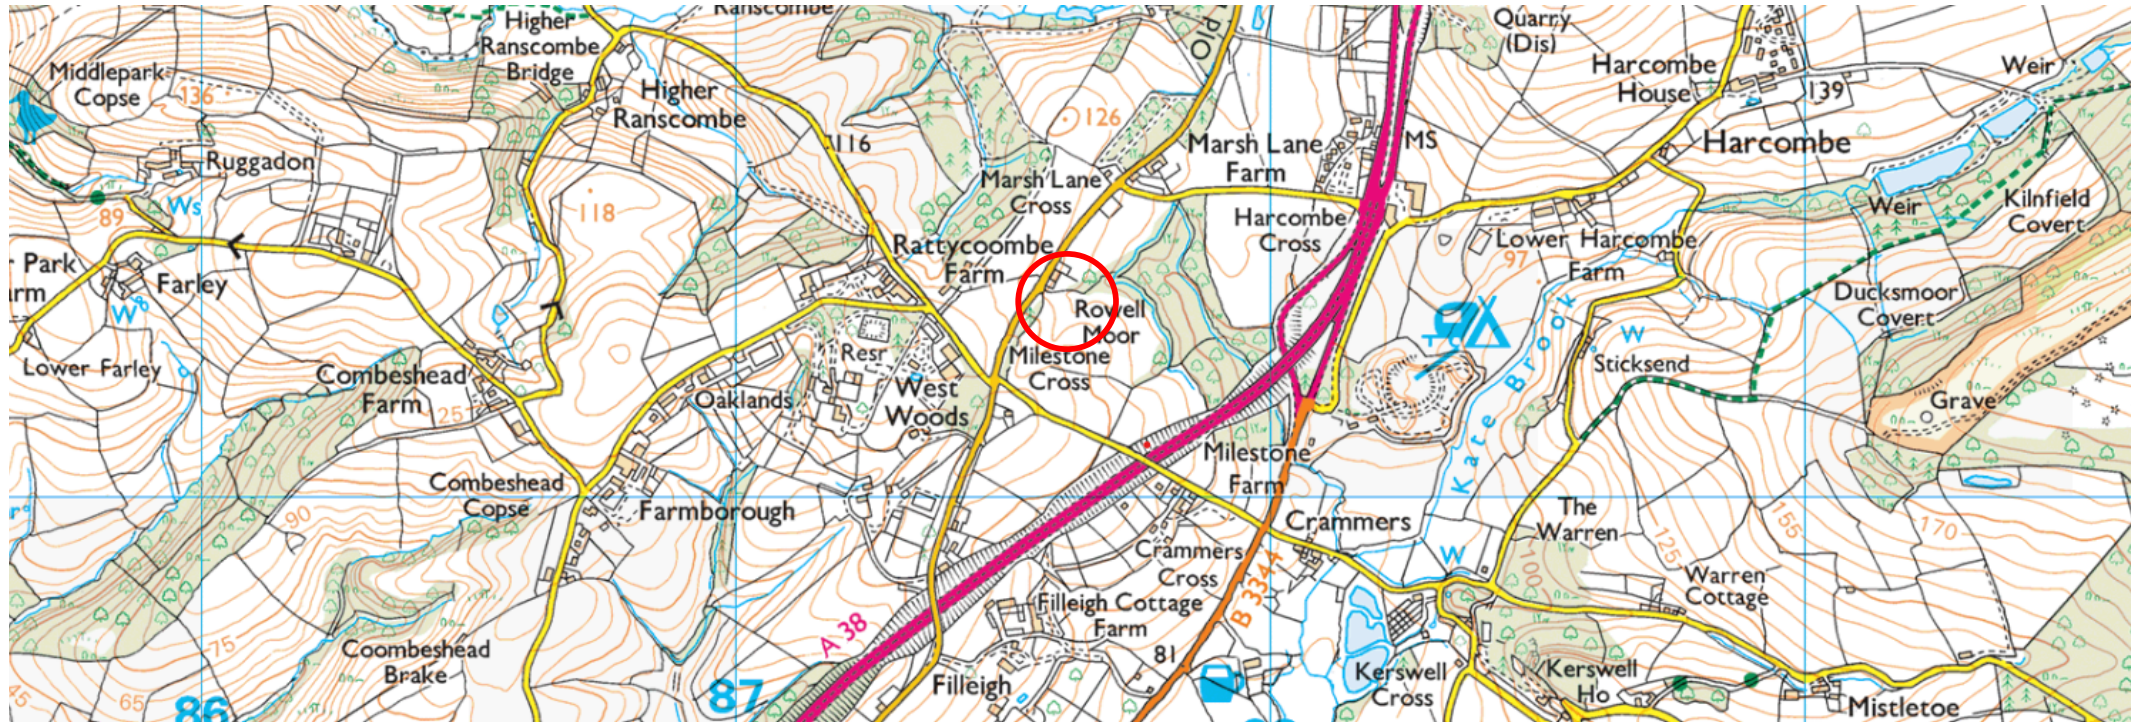 Higher
Ranscombe
Bridge
Ranscombe
Old
Quarry
(Dis)
Middlepark
Copse
136
Higher
Ranscombe
126
MS
Harcombe
House
139
Weir
Harcombe
Ruggadon
116
Marsh Lane
Farm
Marsh Lane
Cross
89
Ws
118
Harcombe
Cross
Weir
Kilnfield
Covert
r Park
arm
Farley
W
Rattycoombe
Farm
Lower Harcombe
Farm
97
Rowell
Moor
Ducksmoor
Covert
Lower Farley
Combeshead
Farm
125
Oaklands
Resr
West
Woods
Milestone
Cross
Kate Brook
W
Sticksend
Grave
Milestone
Farm
Combeshead
Copse
90
Farmborough
Crammers
Crammers
Cross
The
Warren
W
100
125
155
170
Filleigh Cottage
Farm
B 3344
A 38
Warren
Cottage
75
Coombeshead
Brake
45
65
86
87
Filleigh
81
Kerswell
Cross
Kerswell
Ho
Mistletoe